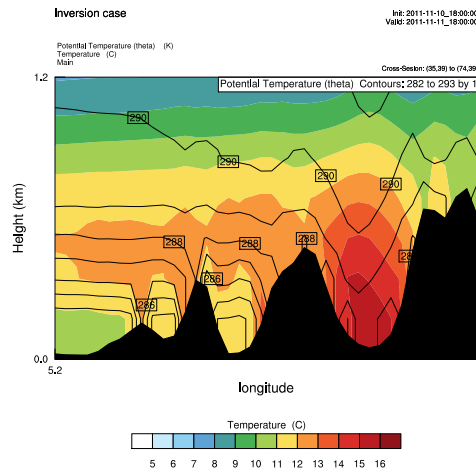 Inversion case
Init: 2011-11-10_18:00:00
Valid: 2011-11-11_18:00:00
Potential Temperature (theta) (K)
Temperature (C)
Main
Cross-Session: (35,39) to (74,39
1.2
Potential Temperature (theta) Contours: 282 to 293 by 1
290
290
290
290
288
288
288
28
286
286
Height (km)
0.0
5.2
longitude
Temperature (C)
5 6 7 8 9 10 11 12 13 14 15 16